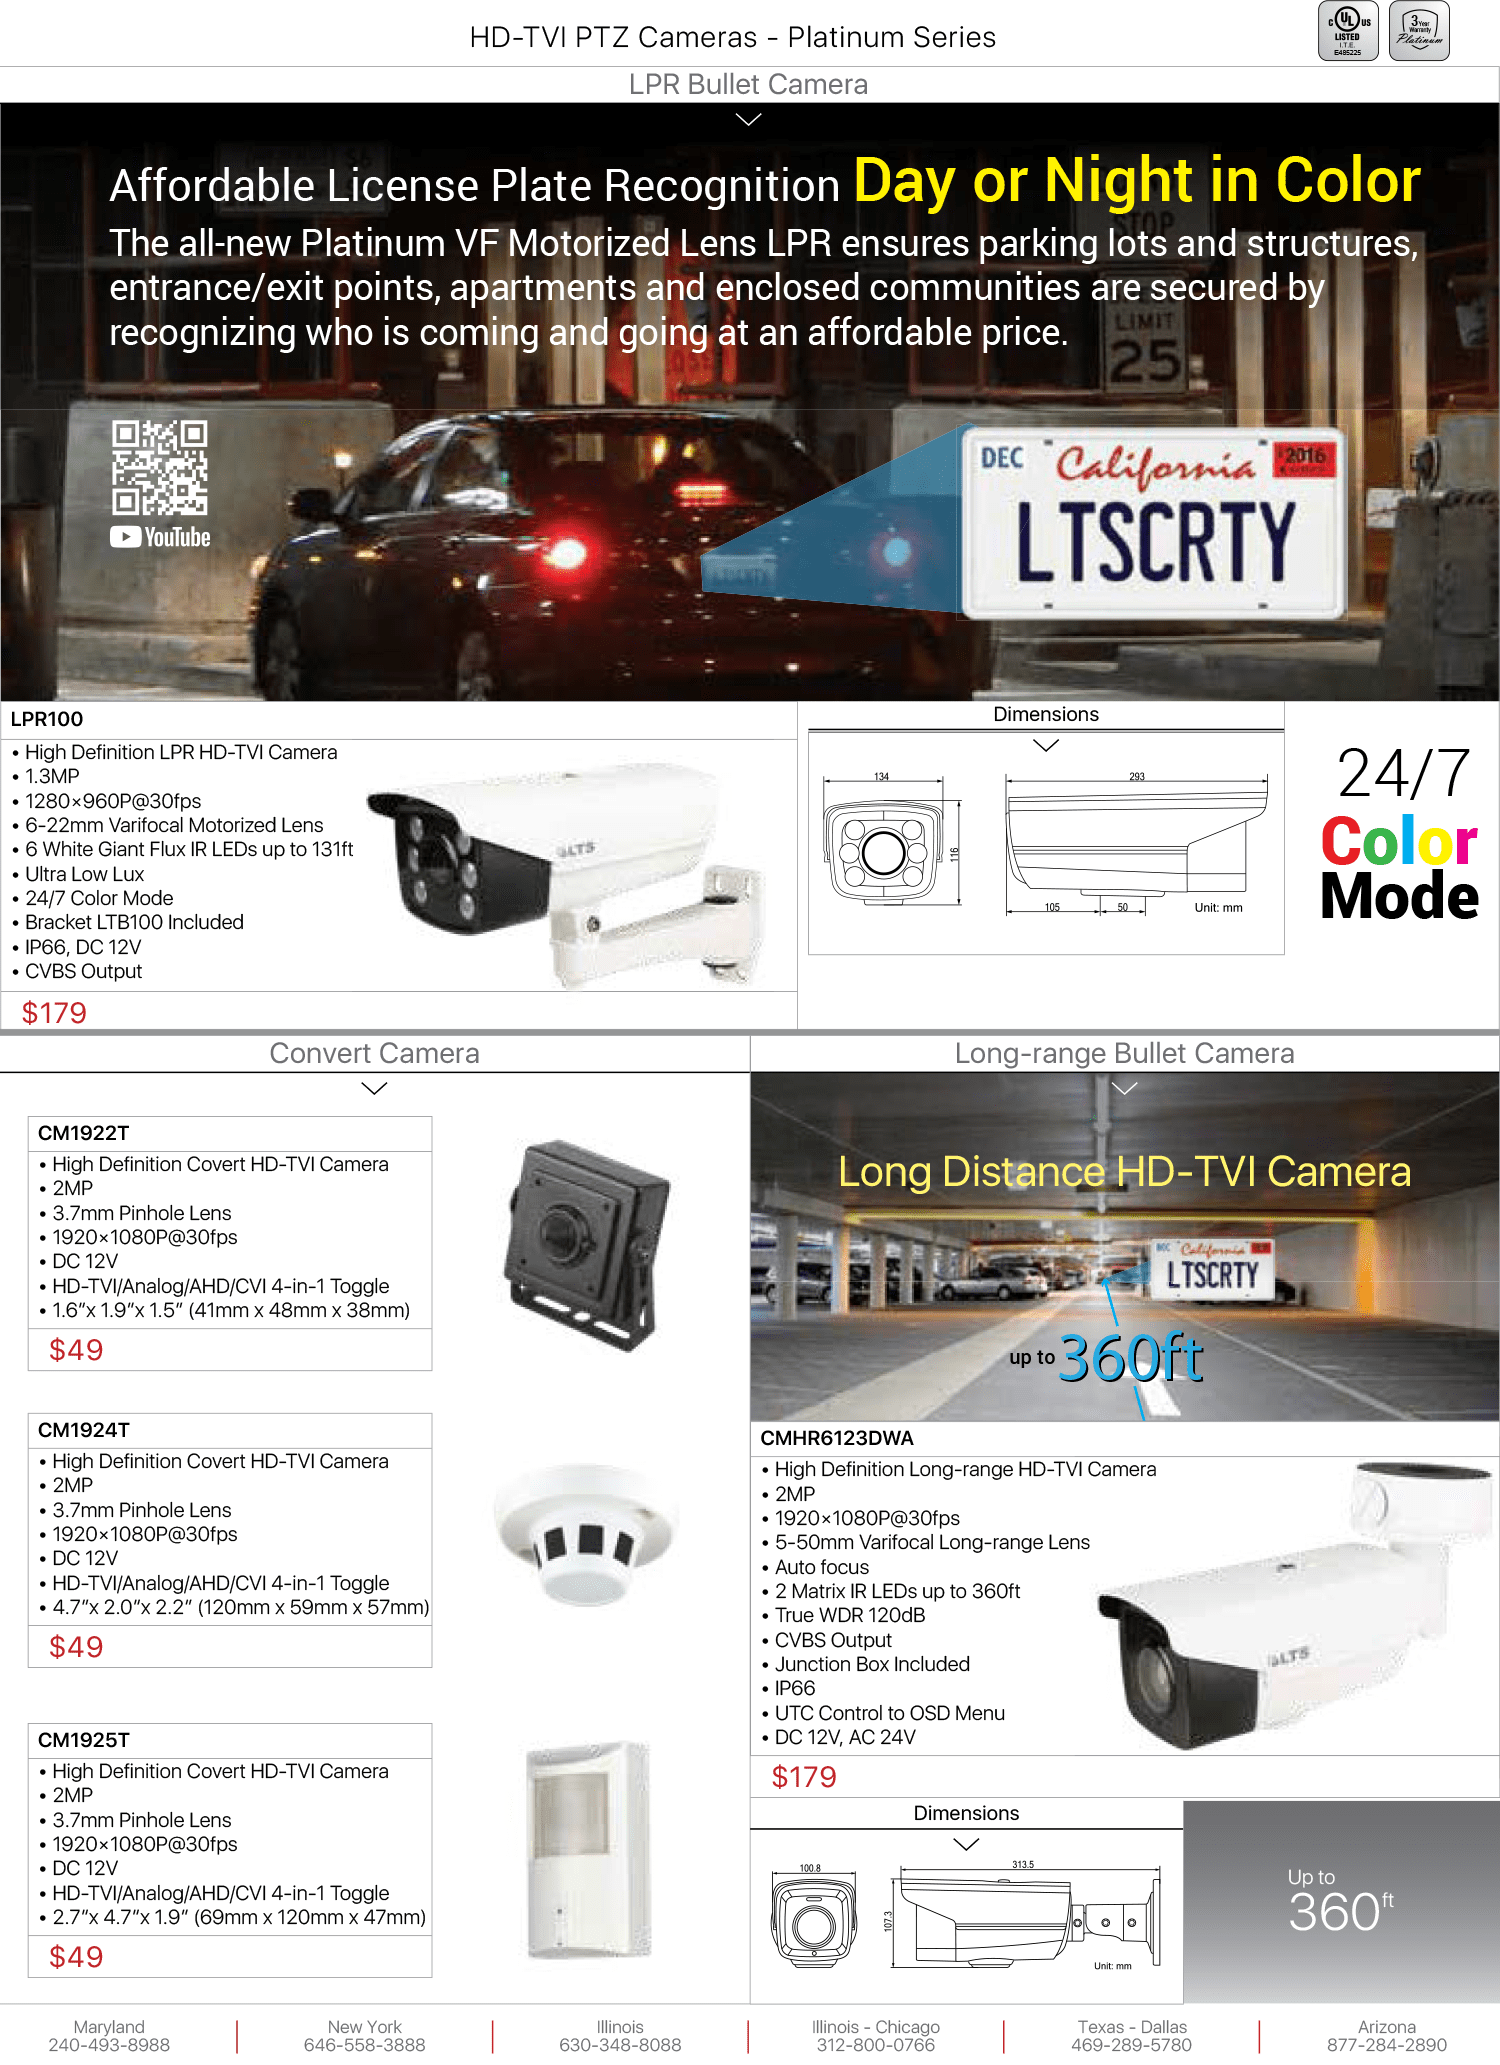 HD-TVI PTZ Cameras - Platinum Series
C UL US
LISTED
I.T.E.
E485225
3 Year
Warranty
Platinum
LPR Bullet Camera
Affordable License Plate Recognition Day or Night in Color
The all-new Platinum VF Motorized Lens LPR ensures parking lots and structures,
entrance/exit points, apartments and enclosed communities are secured by
recognizing who is coming and going at an affordable price.
STOP
LIMIT
25
YouTube
DEC California 2016
LTSCRTY
LPR100
• High Definition LPR HD-TVI Camera
• 1.3MP
• 1280×960P@30fps
• 6-22mm Varifocal Motorized Lens
• 6 White Giant Flux IR LEDs up to 131ft
• Ultra Low Lux
• 24/7 Color Mode
• Bracket LTB100 Included
• IP66, DC 12V
• CVBS Output
$179
LTS
Dimensions
134
116
293
105
50
Unit: mm
24/7
Color
Mode
Convert Camera
CM1922T
• High Definition Covert HD-TVI Camera
• 2MP
• 3.7mm Pinhole Lens
• 1920×1080P@30fps
• DC 12V
• HD-TVI/Analog/AHD/CVI 4-in-1 Toggle
• 1.6”x 1.9”x 1.5” (41mm x 48mm x 38mm)
$49
CM1924T
• High Definition Covert HD-TVI Camera
• 2MP
• 3.7mm Pinhole Lens
• 1920×1080P@30fps
• DC 12V
• HD-TVI/Analog/AHD/CVI 4-in-1 Toggle
• 4.7”x 2.0”x 2.2” (120mm x 59mm x 57mm)
$49
CM1925T
• High Definition Covert HD-TVI Camera
• 2MP
• 3.7mm Pinhole Lens
• 1920×1080P@30fps
• DC 12V
• HD-TVI/Analog/AHD/CVI 4-in-1 Toggle
• 2.7”x 4.7”x 1.9” (69mm x 120mm x 47mm)
$49
Long-range Bullet Camera
Long Distance HD-TVI Camera
DEC California
LTSCRTY
up to 360ft
CMHR6123DWA
• High Definition Long-range HD-TVI Camera
• 2MP
• 1920×1080P@30fps
• 5-50mm Varifocal Long-range Lens
• Auto focus
• 2 Matrix IR LEDs up to 360ft
• True WDR 120dB
• CVBS Output
• Junction Box Included
• IP66
• UTC Control to OSD Menu
• DC 12V, AC 24V
$179
LTS
Dimensions
100.8
107.3
313.5
Unit: mm
Up to
360ft
Maryland
240-493-8988
New York
646-558-3888
Illinois
630-348-8088
Illinois - Chicago
312-800-0766
Texas - Dallas
469-289-5780
Arizona
877-284-2890